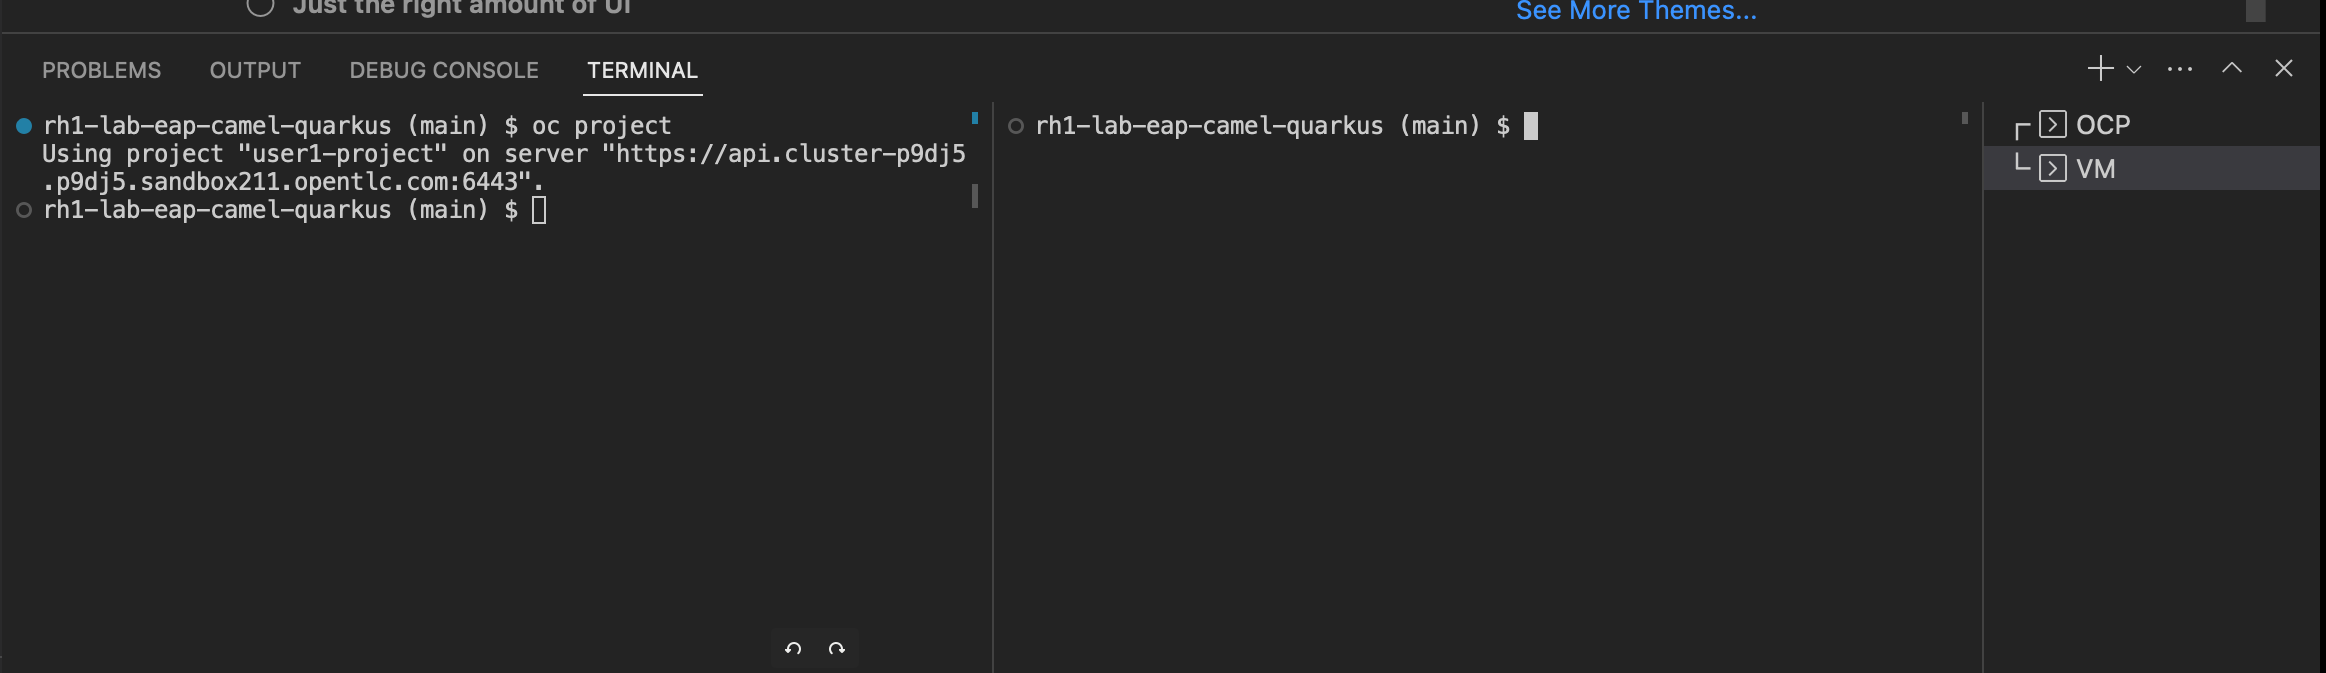 Just the right amount of UI
See More Themes...
PROBLEMS OUTPUT DEBUG CONSOLE TERMINAL
rh1-lab-eap-camel-quarkus (main) $ oc project
Using project "user1-project" on server "https://api.cluster-p9dj5
.p9dj5.sandbox211.opentlc.com:6443".
rh1-lab-eap-camel-quarkus (main) $
rh1-lab-eap-camel-quarkus (main) $
OCP
VM